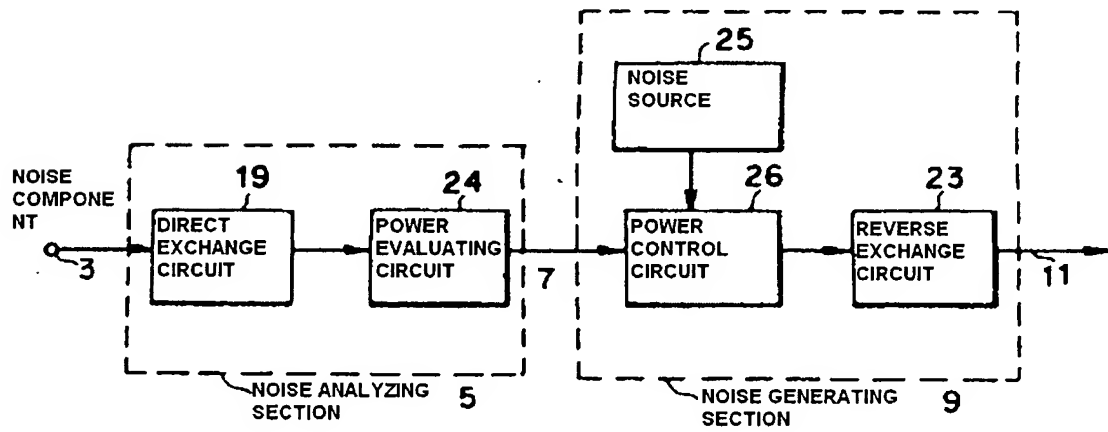 25
NOISE
SOURCE
NOISE
COMPONE
NT
3
19
DIRECT
EXCHANGE
CIRCUIT
24
POWER
EVALUATING
CIRCUIT
7
26
POWER
CONTROL
CIRCUIT
23
REVERSE
EXCHANGE
CIRCUIT
11
NOISE ANALYZING
SECTION
5
NOISE GENERATING
SECTION
9